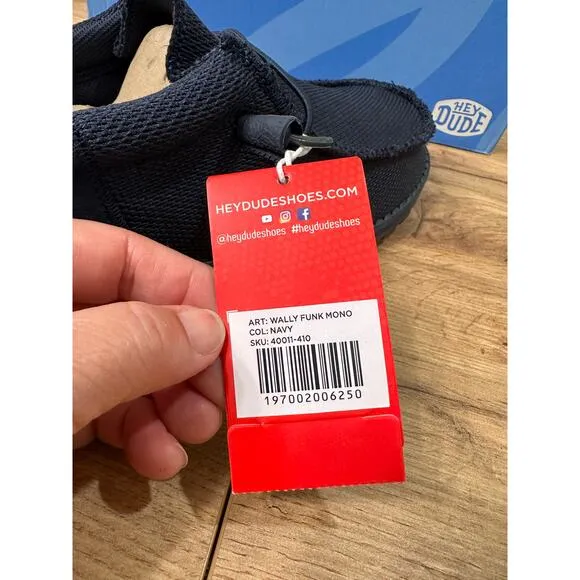 HEY
DUDE
HEYDUDESHOES.COM
@heydudeshoes #heydudeshoes
ART: WALLY FUNK MONO
COL: NAVY
SKU: 40011-410
197002006250